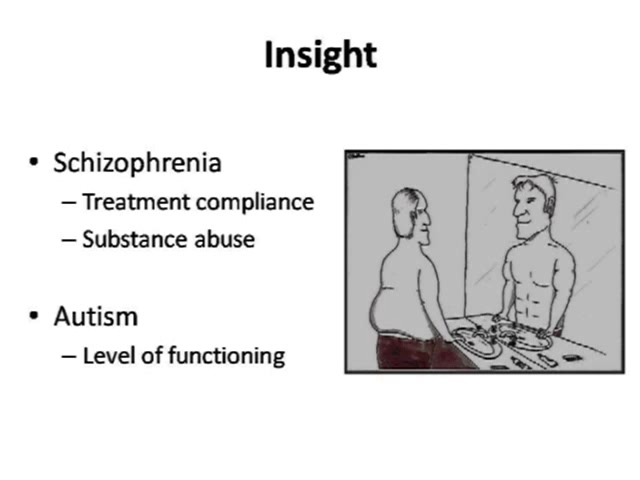 Insight
• Schizophrenia
– Treatment compliance
– Substance abuse
• Autism
– Level of functioning